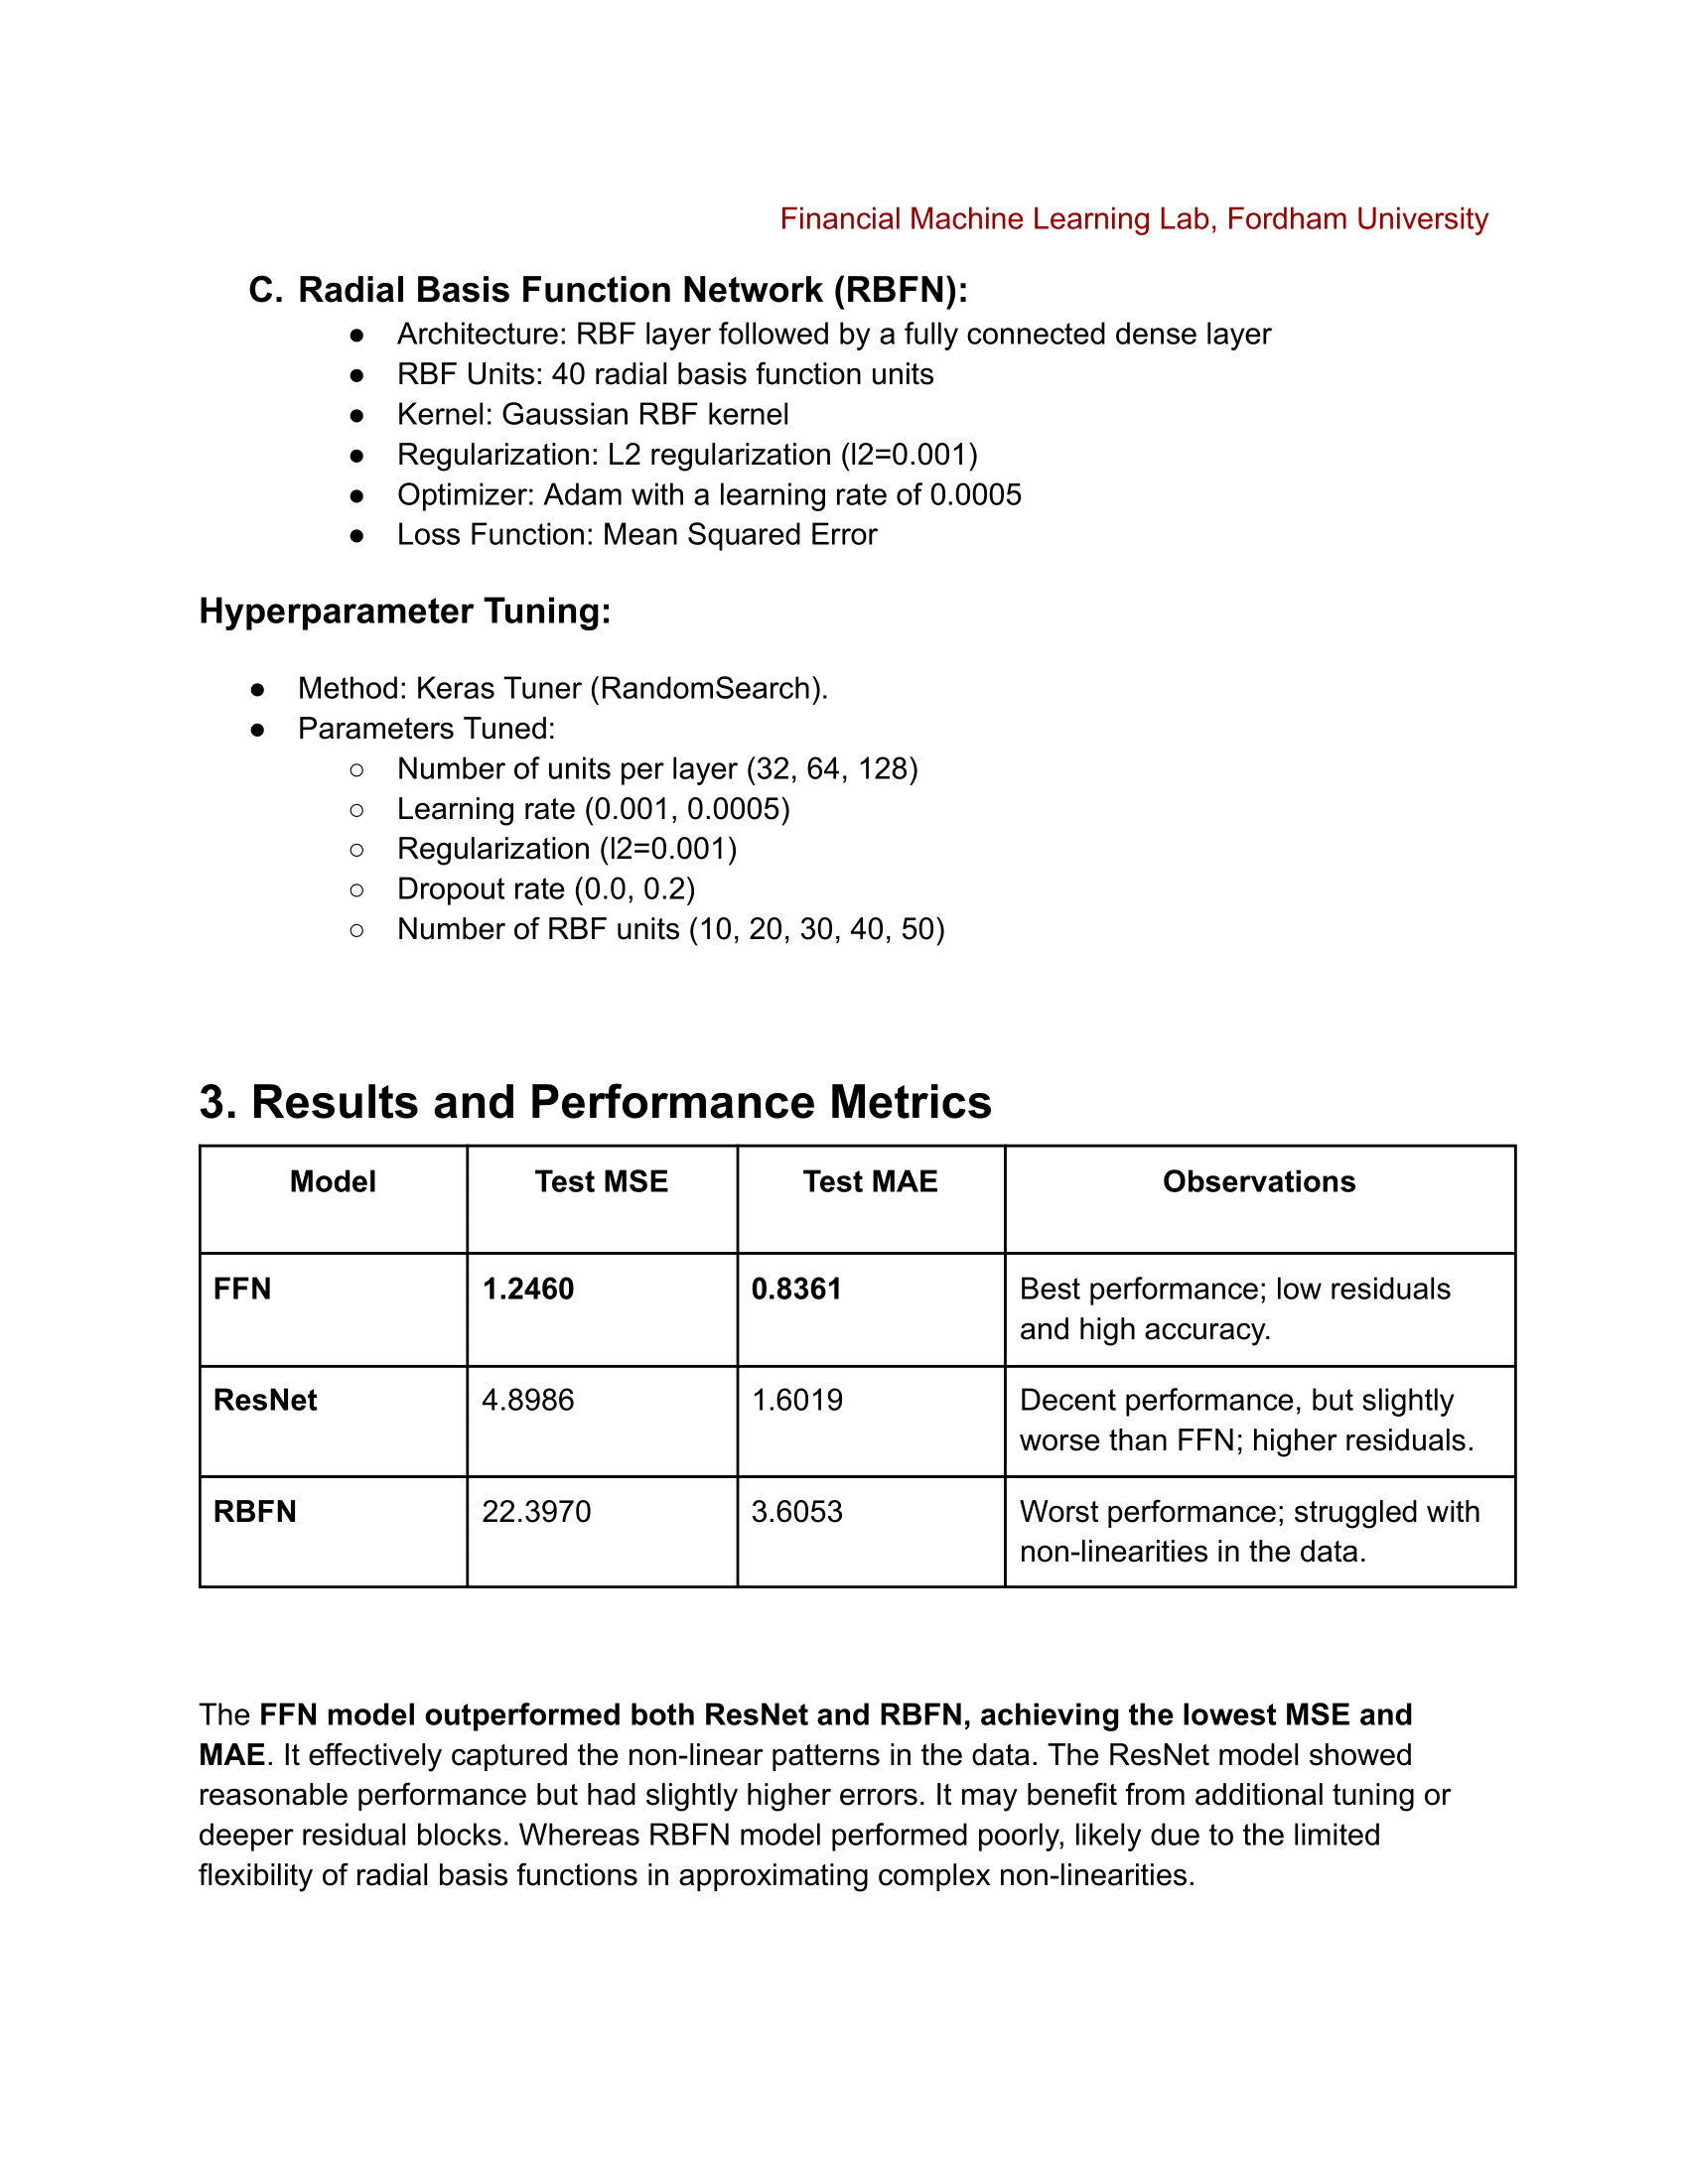 Financial Machine Learning Lab, Fordham University
C. Radial Basis Function Network (RBFN):
● Architecture: RBF layer followed by a fully connected dense layer
● RBF Units: 40 radial basis function units
● Kernel: Gaussian RBF kernel
● Regularization: L2 regularization (l2=0.001)
● Optimizer: Adam with a learning rate of 0.0005
● Loss Function: Mean Squared Error
Hyperparameter Tuning:
● Method: Keras Tuner (RandomSearch).
● Parameters Tuned:
○ Number of units per layer (32, 64, 128)
○ Learning rate (0.001, 0.0005)
○ Regularization (l2=0.001)
○ Dropout rate (0.0, 0.2)
○ Number of RBF units (10, 20, 30, 40, 50)
3. Results and Performance Metrics
Model Test MSE Test MAE Observations
FFN 1.2460 0.8361 Best performance; low residuals
and high accuracy.
ResNet 4.8986 1.6019 Decent performance, but slightly
worse than FFN; higher residuals.
RBFN 22.3970 3.6053 Worst performance; struggled with
non-linearities in the data.
The FFN model outperformed both ResNet and RBFN, achieving the lowest MSE and
MAE. It effectively captured the non-linear patterns in the data. The ResNet model showed
reasonable performance but had slightly higher errors. It may benefit from additional tuning or
deeper residual blocks. Whereas RBFN model performed poorly, likely due to the limited
flexibility of radial basis functions in approximating complex non-linearities.